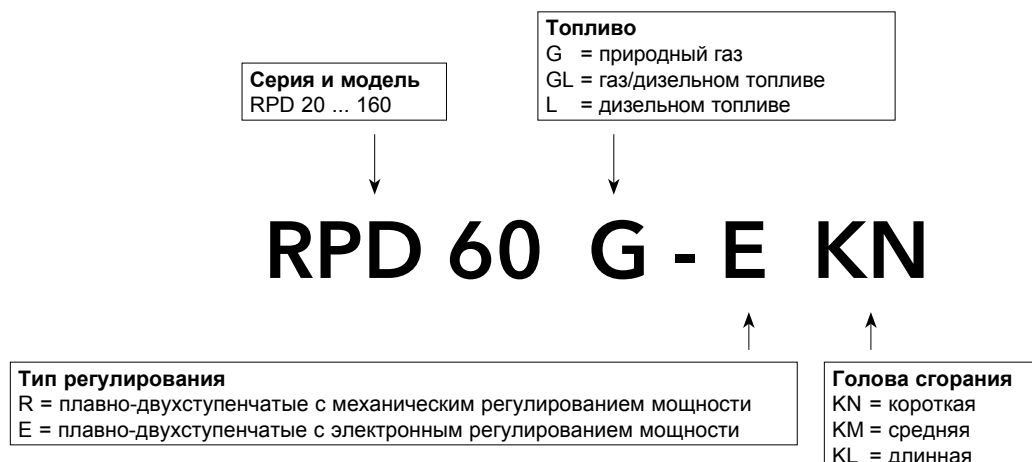 Топливо
G = природный газ
GL = газ/дизельном топливе
L = дизельном топливе
Серия и модель
RPD 20 ... 160
RPD 60 G - E KN
Тип регулирования
R = плавно-двухступенчатые с механическим регулированием мощности
E = плавно-двухступенчатые с электронным регулированием мощности
Голова сгорания
KN = короткая
KM = средняя
KL = длинная